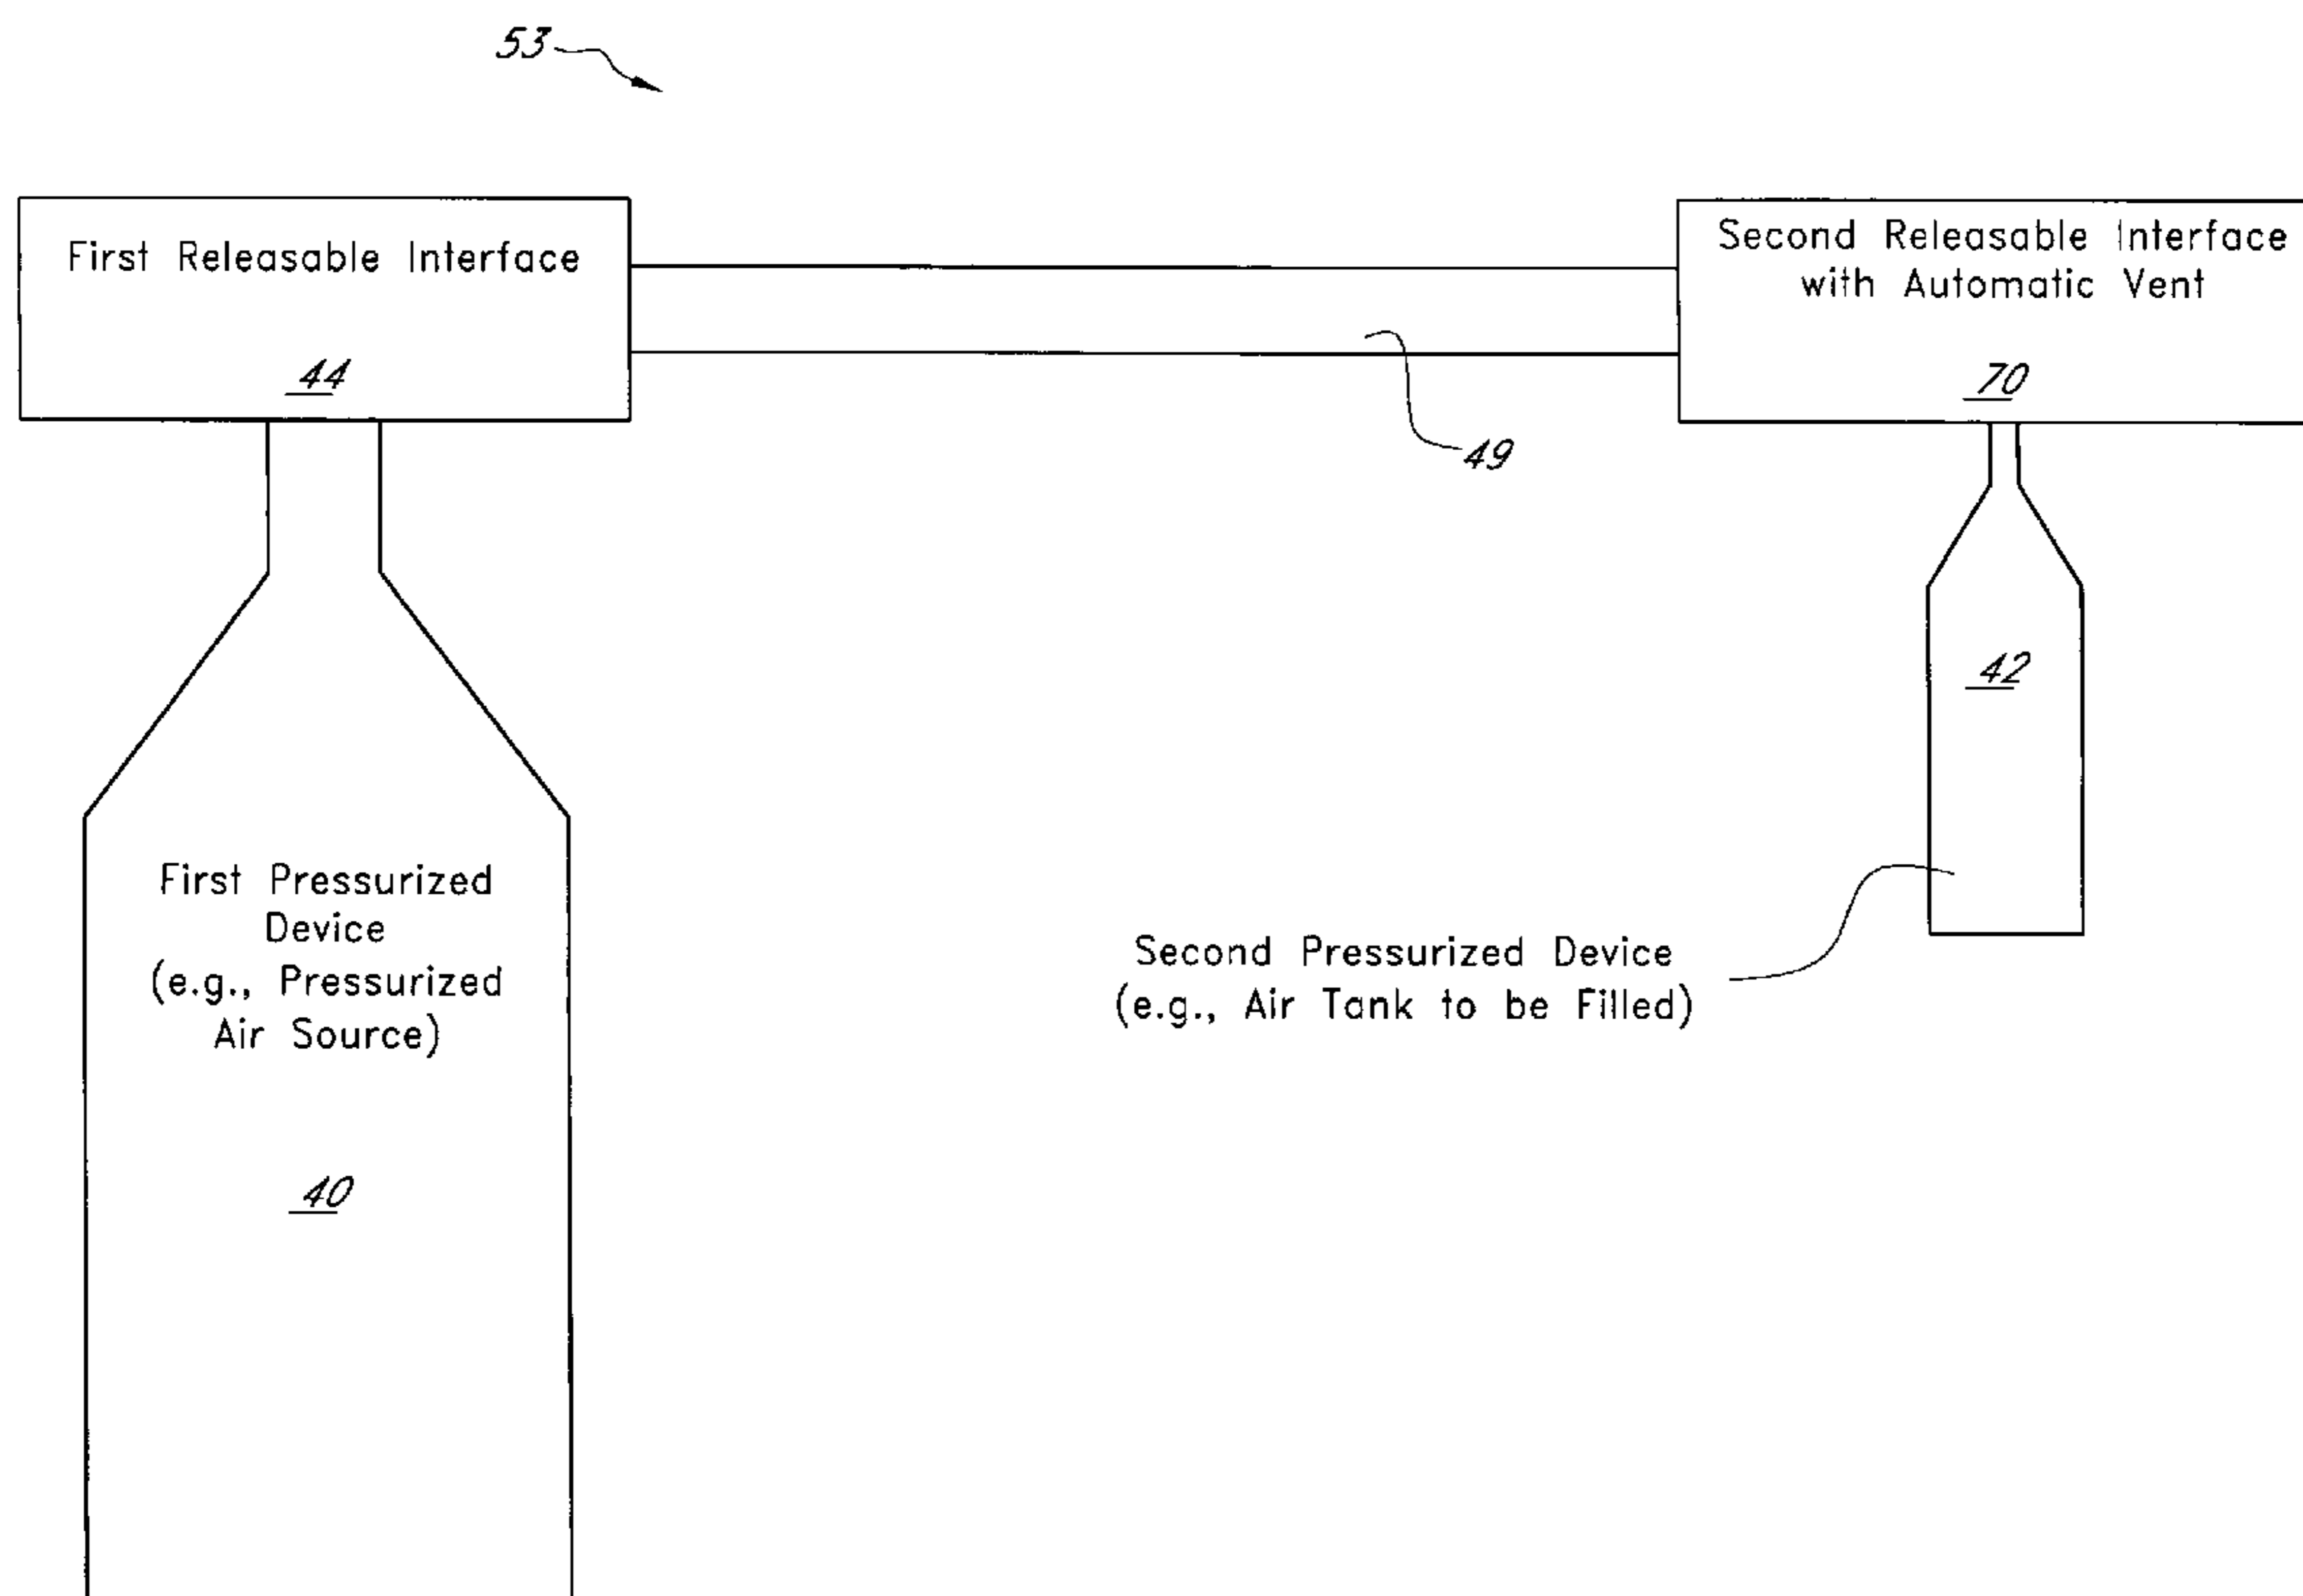 53
First Releasable Interface
44
Second Releasable Interface
with Automatic Vent
70
49
42
First Pressurized
Device
(e.g., Pressurized
Air Source)
40
Second Pressurized Device
(e.g., Air Tank to be Filled)